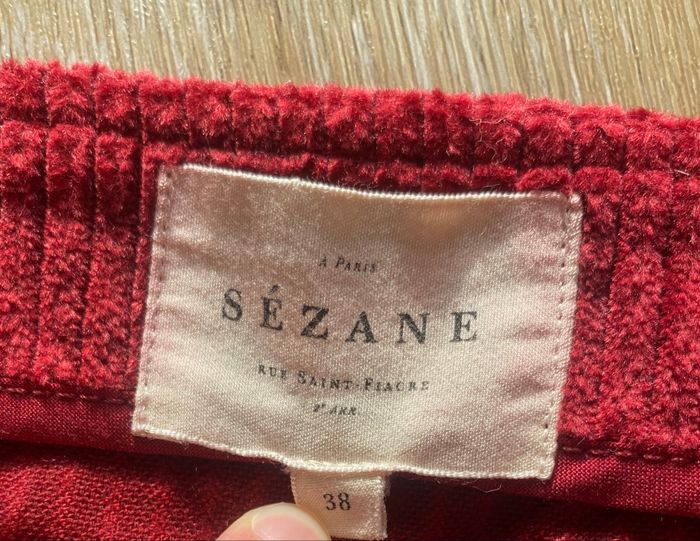 À PARIS
SÉZANE
RUE SAINT-FIACRE
2e ARR.
38